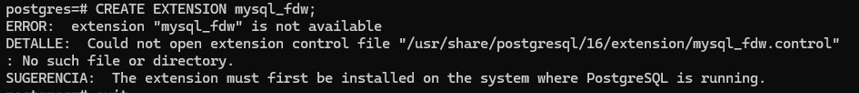 postgres=# CREATE EXTENSION mysql_fdw;
ERROR:  extension "mysql_fdw" is not available
DETALLE:  Could not open extension control file "/usr/share/postgresql/16/extension/mysql_fdw.control"
: No such file or directory.
SUGERENCIA:  The extension must first be installed on the system where PostgreSQL is running.
postgres=# exit